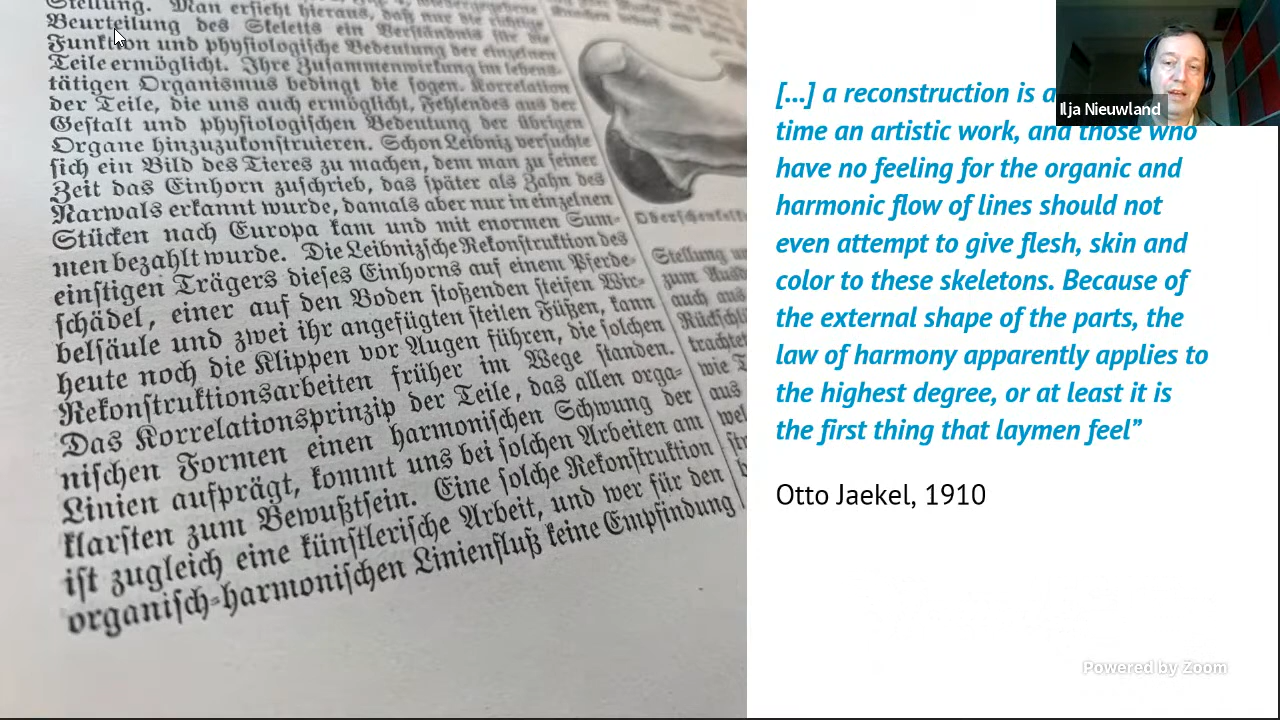 Stellung. Man ersieht hieraus, daß nur die richtige
Beurteilung des Skeletts ein Verständnis für die
Funktion und physiologische Bedeutung der einzelnen
Teile ermöglicht. Ihre Zusammenwirkung im lebens-
tätigen Organismus bedingt die sogen. Korrelation
der Teile, die uns auch ermöglicht, Fehlendes aus der
Gestalt und physiologischen Bedeutung der übrigen
Organe hinzuzukonstruieren. Schon Leibniz versuchte
sich ein Bild des Tieres zu machen, dem man zu seiner
Zeit das Einhorn zuschrieb, das später als Zahn des
Narwals erkannt wurde, damals aber nur in einzelnen
Stücken nach Europa kam und mit enormen Sum-
men bezahlt wurde. Die Leibnizsche Rekonstruktion des
einstigen Trägers dieses Einhorns auf einem Pferde-
schädel, einer auf den Boden stoßenden steifen Wir-
belsäule und zwei ihr angefügten steilen Füßen, kann
heute noch die Klippen vor Augen führen, die solchen
Rekonstruktionsarbeiten früher im Wege standen.
Das Korrelationsprinzip der Teile, das allen orga-
nischen Formen einen harmonischen Schwung der
Linien aufprägt, kommt uns bei solchen Arbeiten am
klarsten zum Bewußtsein. Eine solche Rekonstruktion
ist zugleich eine künstlerische Arbeit, und wer für den
organisch-harmonischen Linienfluß keine Empfindung
Stellung
zum
auch aus
wie
aus
[...] a reconstruction is a
time an artistic work, and those who
have no feeling for the organic and
harmonic flow of lines should not
even attempt to give flesh, skin and
color to these skeletons. Because of
the external shape of the parts, the
law of harmony apparently applies to
the highest degree, or at least it is
the first thing that laymen feel”
Otto Jaekel, 1910
Ilja Nieuwland
Powered by Zoom